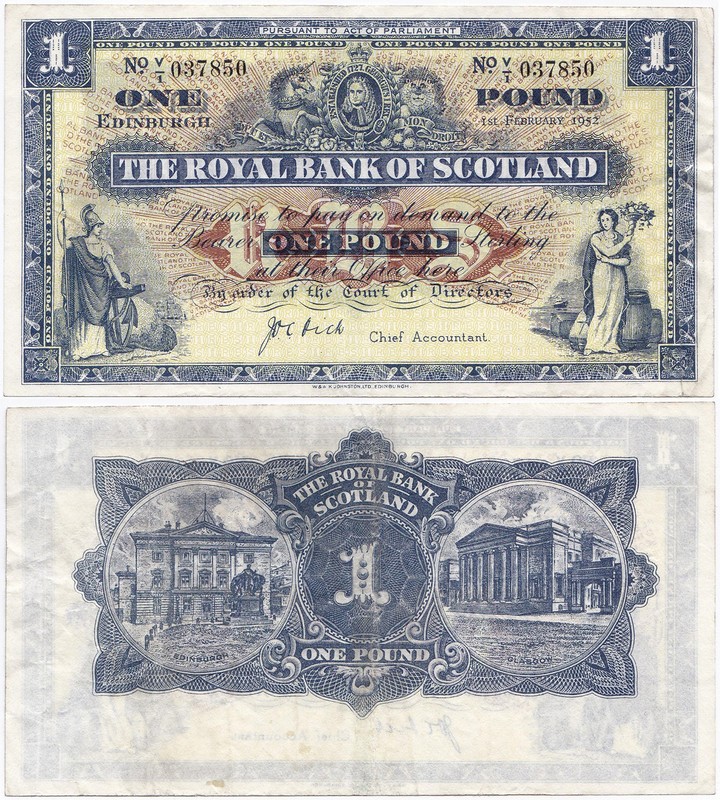 PURSUANT TO ACT OF PARLIAMENT
ONE POUND ONE POUND ONE POUND ONE POUND ONE POUND ONE POUND
1
1
No. V/1 037850
No. V/1 037850
ONE
POUND
EDINBURGH
1ST FEBRUARY 1952
THE ROYAL BANK OF SCOTLAND
promise to pay on demand to the
Bearer ONE POUND Sterling
at their Office here
By order of the Court of Directors
Chief Accountant.
W. & A. K. JOHNSTON, LTD., EDINBURGH.
THE ROYAL BANK
OF
SCOTLAND
1
EDINBURGH
GLASGOW
ONE POUND